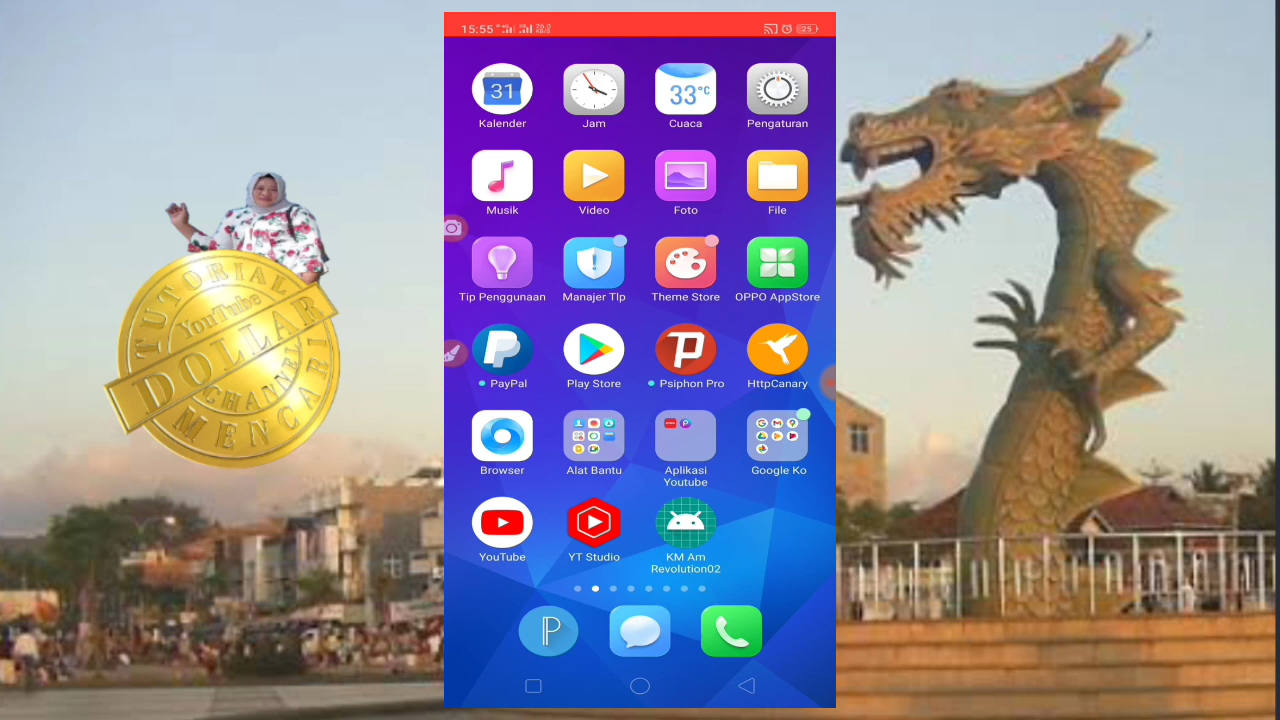 15:55
25
31
Kalender
Jam
33°C
Cuaca
Pengaturan
Musik
Video
Foto
File
Tip Penggunaan
Manajer Tlp
Theme Store
OPPO AppStore
PayPal
Play Store
Psiphon Pro
HttpCanary
Browser
Alat Bantu
Aplikasi
Youtube
Google Ko
YouTube
YT Studio
KM Am
Revolution02
TUTORIAL
YouTube
DOLLAR
CHANNEL
MENCARI